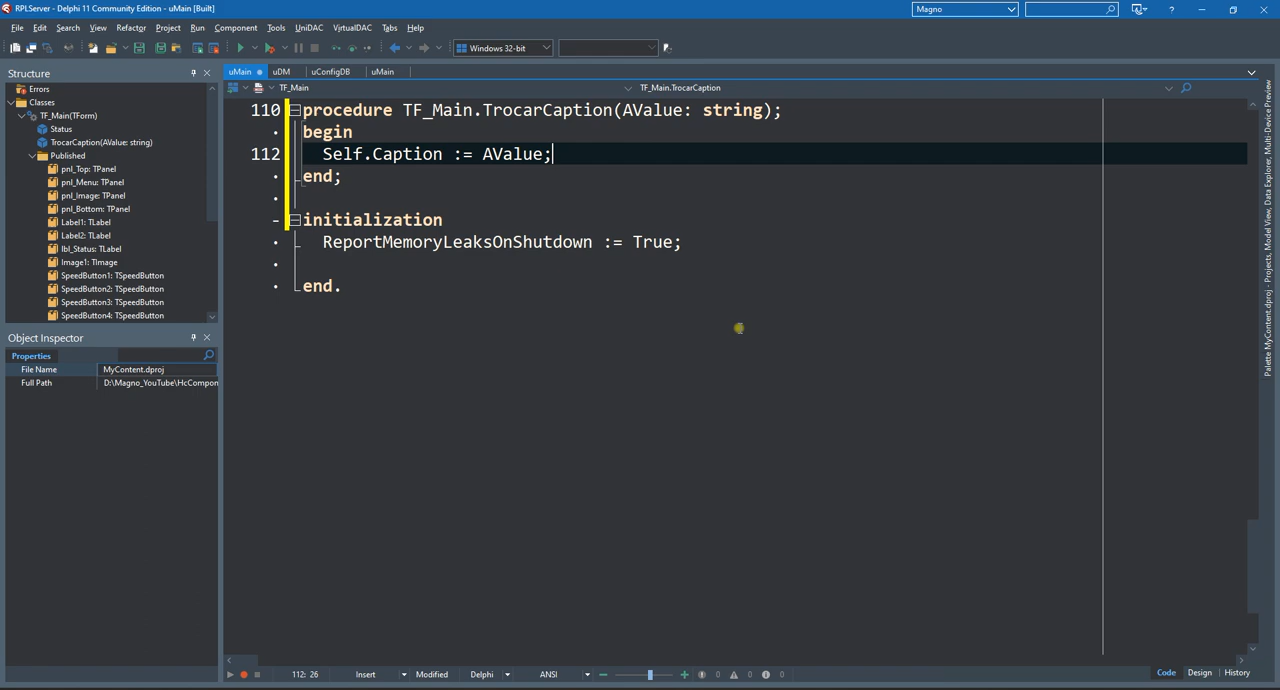 RPLServer - Delphi 11 Community Edition - uMain [Built]
Magno
File Edit Search View Refactor Project Run Component Tools UniDAC VirtualDAC Tabs Help
Windows 32-bit
Structure
uMain uDM uConfigDB uMain
TF_Main TF_Main.TrocarCaption
Errors
Classes
TF_Main(TForm)
Status
TrocarCaption(AValue: string)
Published
pnl_Top: TPanel
pnl_Menu: TPanel
pnl_Image: TPanel
pnl_Bottom: TPanel
Label1: TLabel
Label2: TLabel
lbl_Status: TLabel
Image1: TImage
SpeedButton1: TSpeedButton
SpeedButton2: TSpeedButton
SpeedButton3: TSpeedButton
SpeedButton4: TSpeedButton
Object Inspector
Properties
File Name MyContent.dproj
Full Path D:\Magno_YouTube\HcCompon
110 procedure TF_Main.TrocarCaption(AValue: string);
begin
112 Self.Caption := AValue;
end;
initialization
ReportMemoryLeaksOnShutdown := True;
end.
Palette MyContent.dproj - Projects, Model View, Data Explorer, Multi-Device Preview
112: 26 Insert Modified Delphi ANSI 0 0 0
Code Design History